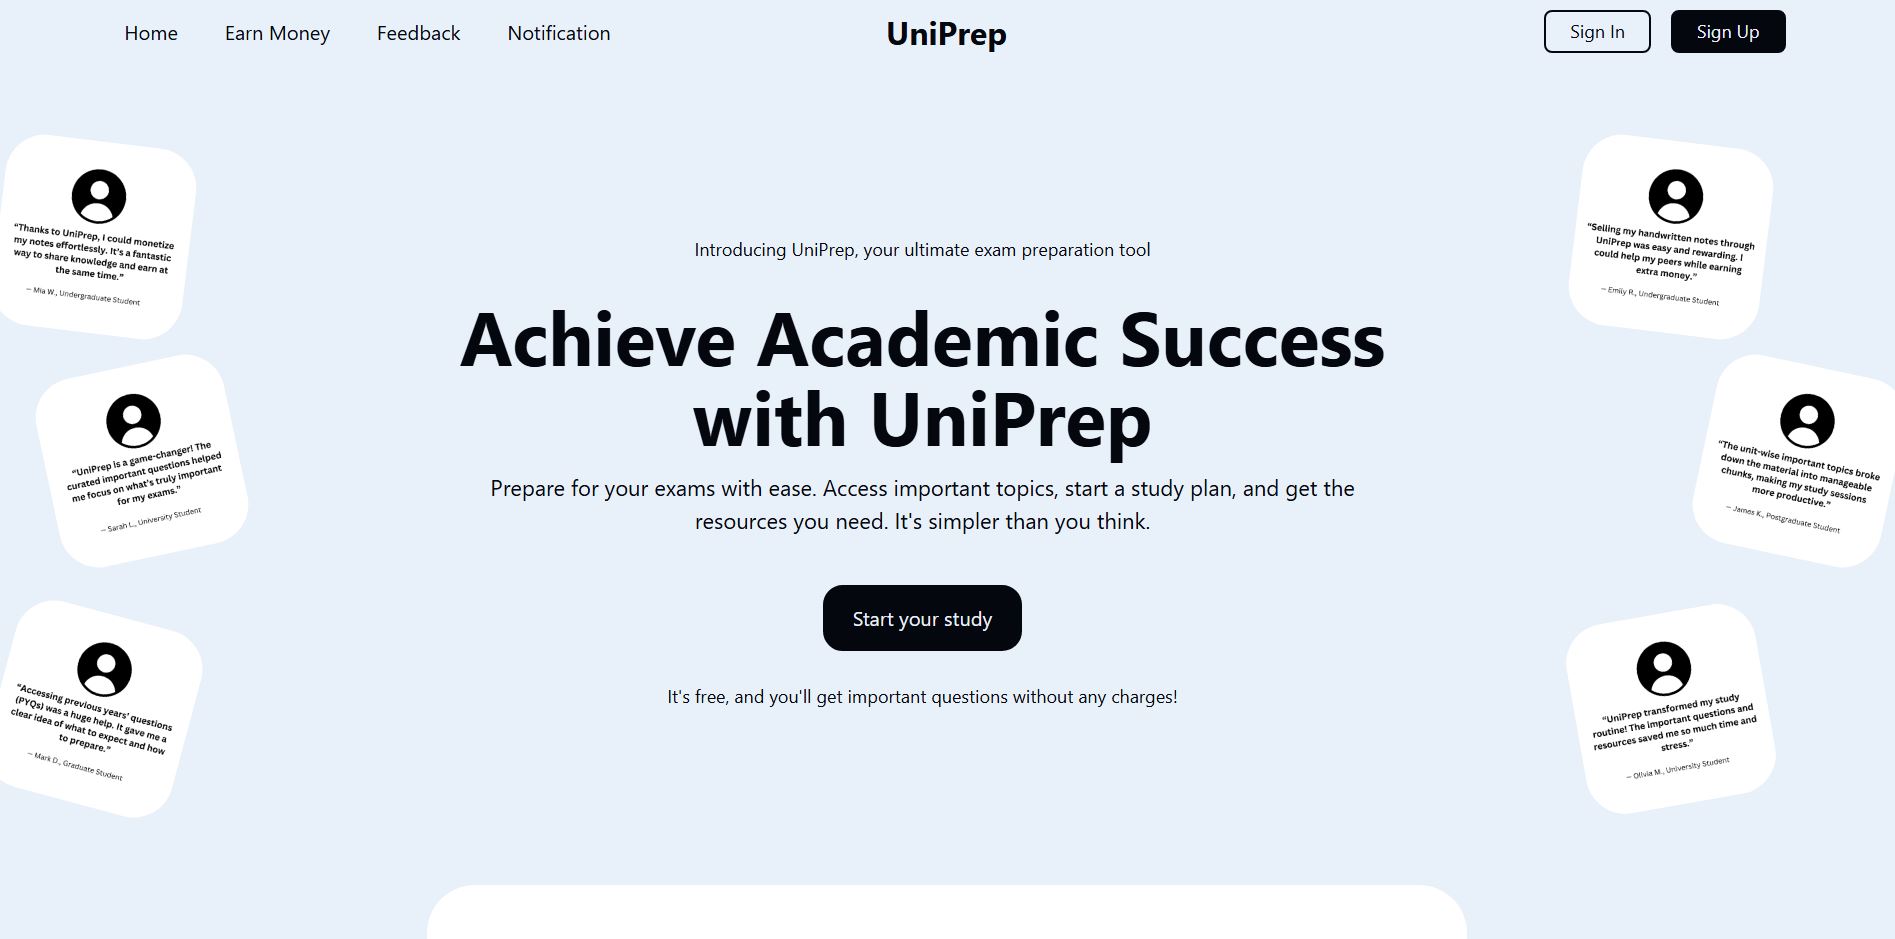 Home
Earn Money
Feedback
Notification
UniPrep
Sign In
Sign Up
“Thanks to UniPrep, I could monetize
my notes effortlessly. It’s a fantastic
way to share knowledge and earn at
the same time.”
— Mia W., Undergraduate Student
“UniPrep is a game-changer! The
curated important questions helped
me focus on what’s truly important
for my exams.”
— Sarah L., University Student
“Accessing previous years’ questions
(PYQs) was a huge help. It gave me a
clear idea of what to expect and how
to prepare.”
— Mark D., Graduate Student
Introducing UniPrep, your ultimate exam preparation tool
Achieve Academic Success
with UniPrep
Prepare for your exams with ease. Access important topics, start a study plan, and get the
resources you need. It's simpler than you think.
Start your study
It's free, and you'll get important questions without any charges!
“Selling my handwritten notes through
UniPrep was easy and rewarding. I
could help my peers while earning
extra money.”
— Emily R., Undergraduate Student
“The unit-wise important topics broke
down the material into manageable
chunks, making my study sessions
more productive.”
— James K., Postgraduate Student
“UniPrep transformed my study
routine! The important questions and
resources saved me so much time and
stress.”
— Olivia M., University Student